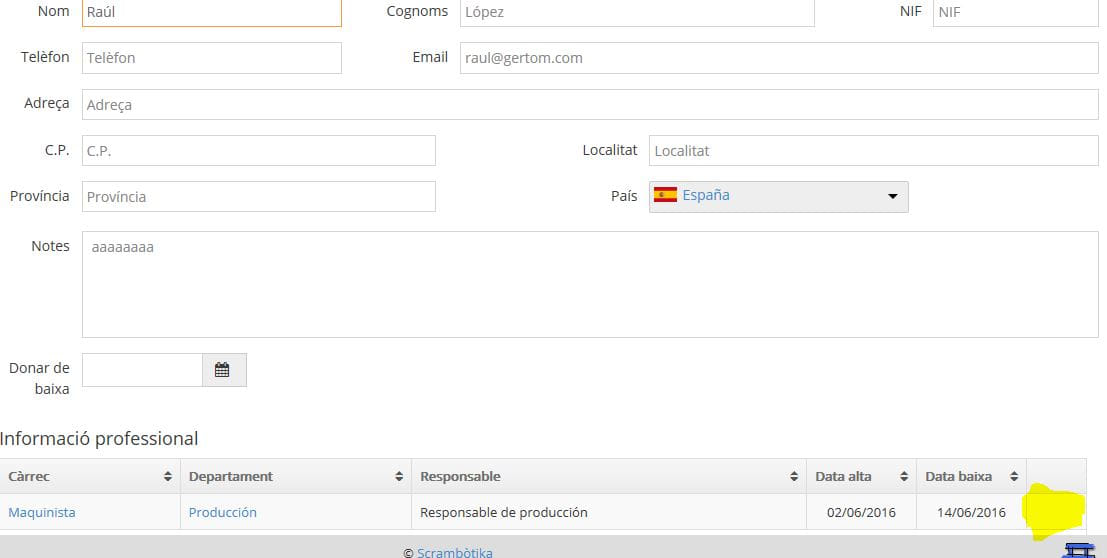 Nom Raúl Cognoms López NIF NIF
Telèfon Telèfon Email raul@gertom.com
Adreça Adreça
C.P. C.P. Localitat Localitat
Província Província País España
Notes aaaaaaaa
Donar de
baixa
Informació professional
Càrrec Departament Responsable Data alta Data baixa
Maquinista Producción Responsable de producción 02/06/2016 14/06/2016
© Scrambòtika